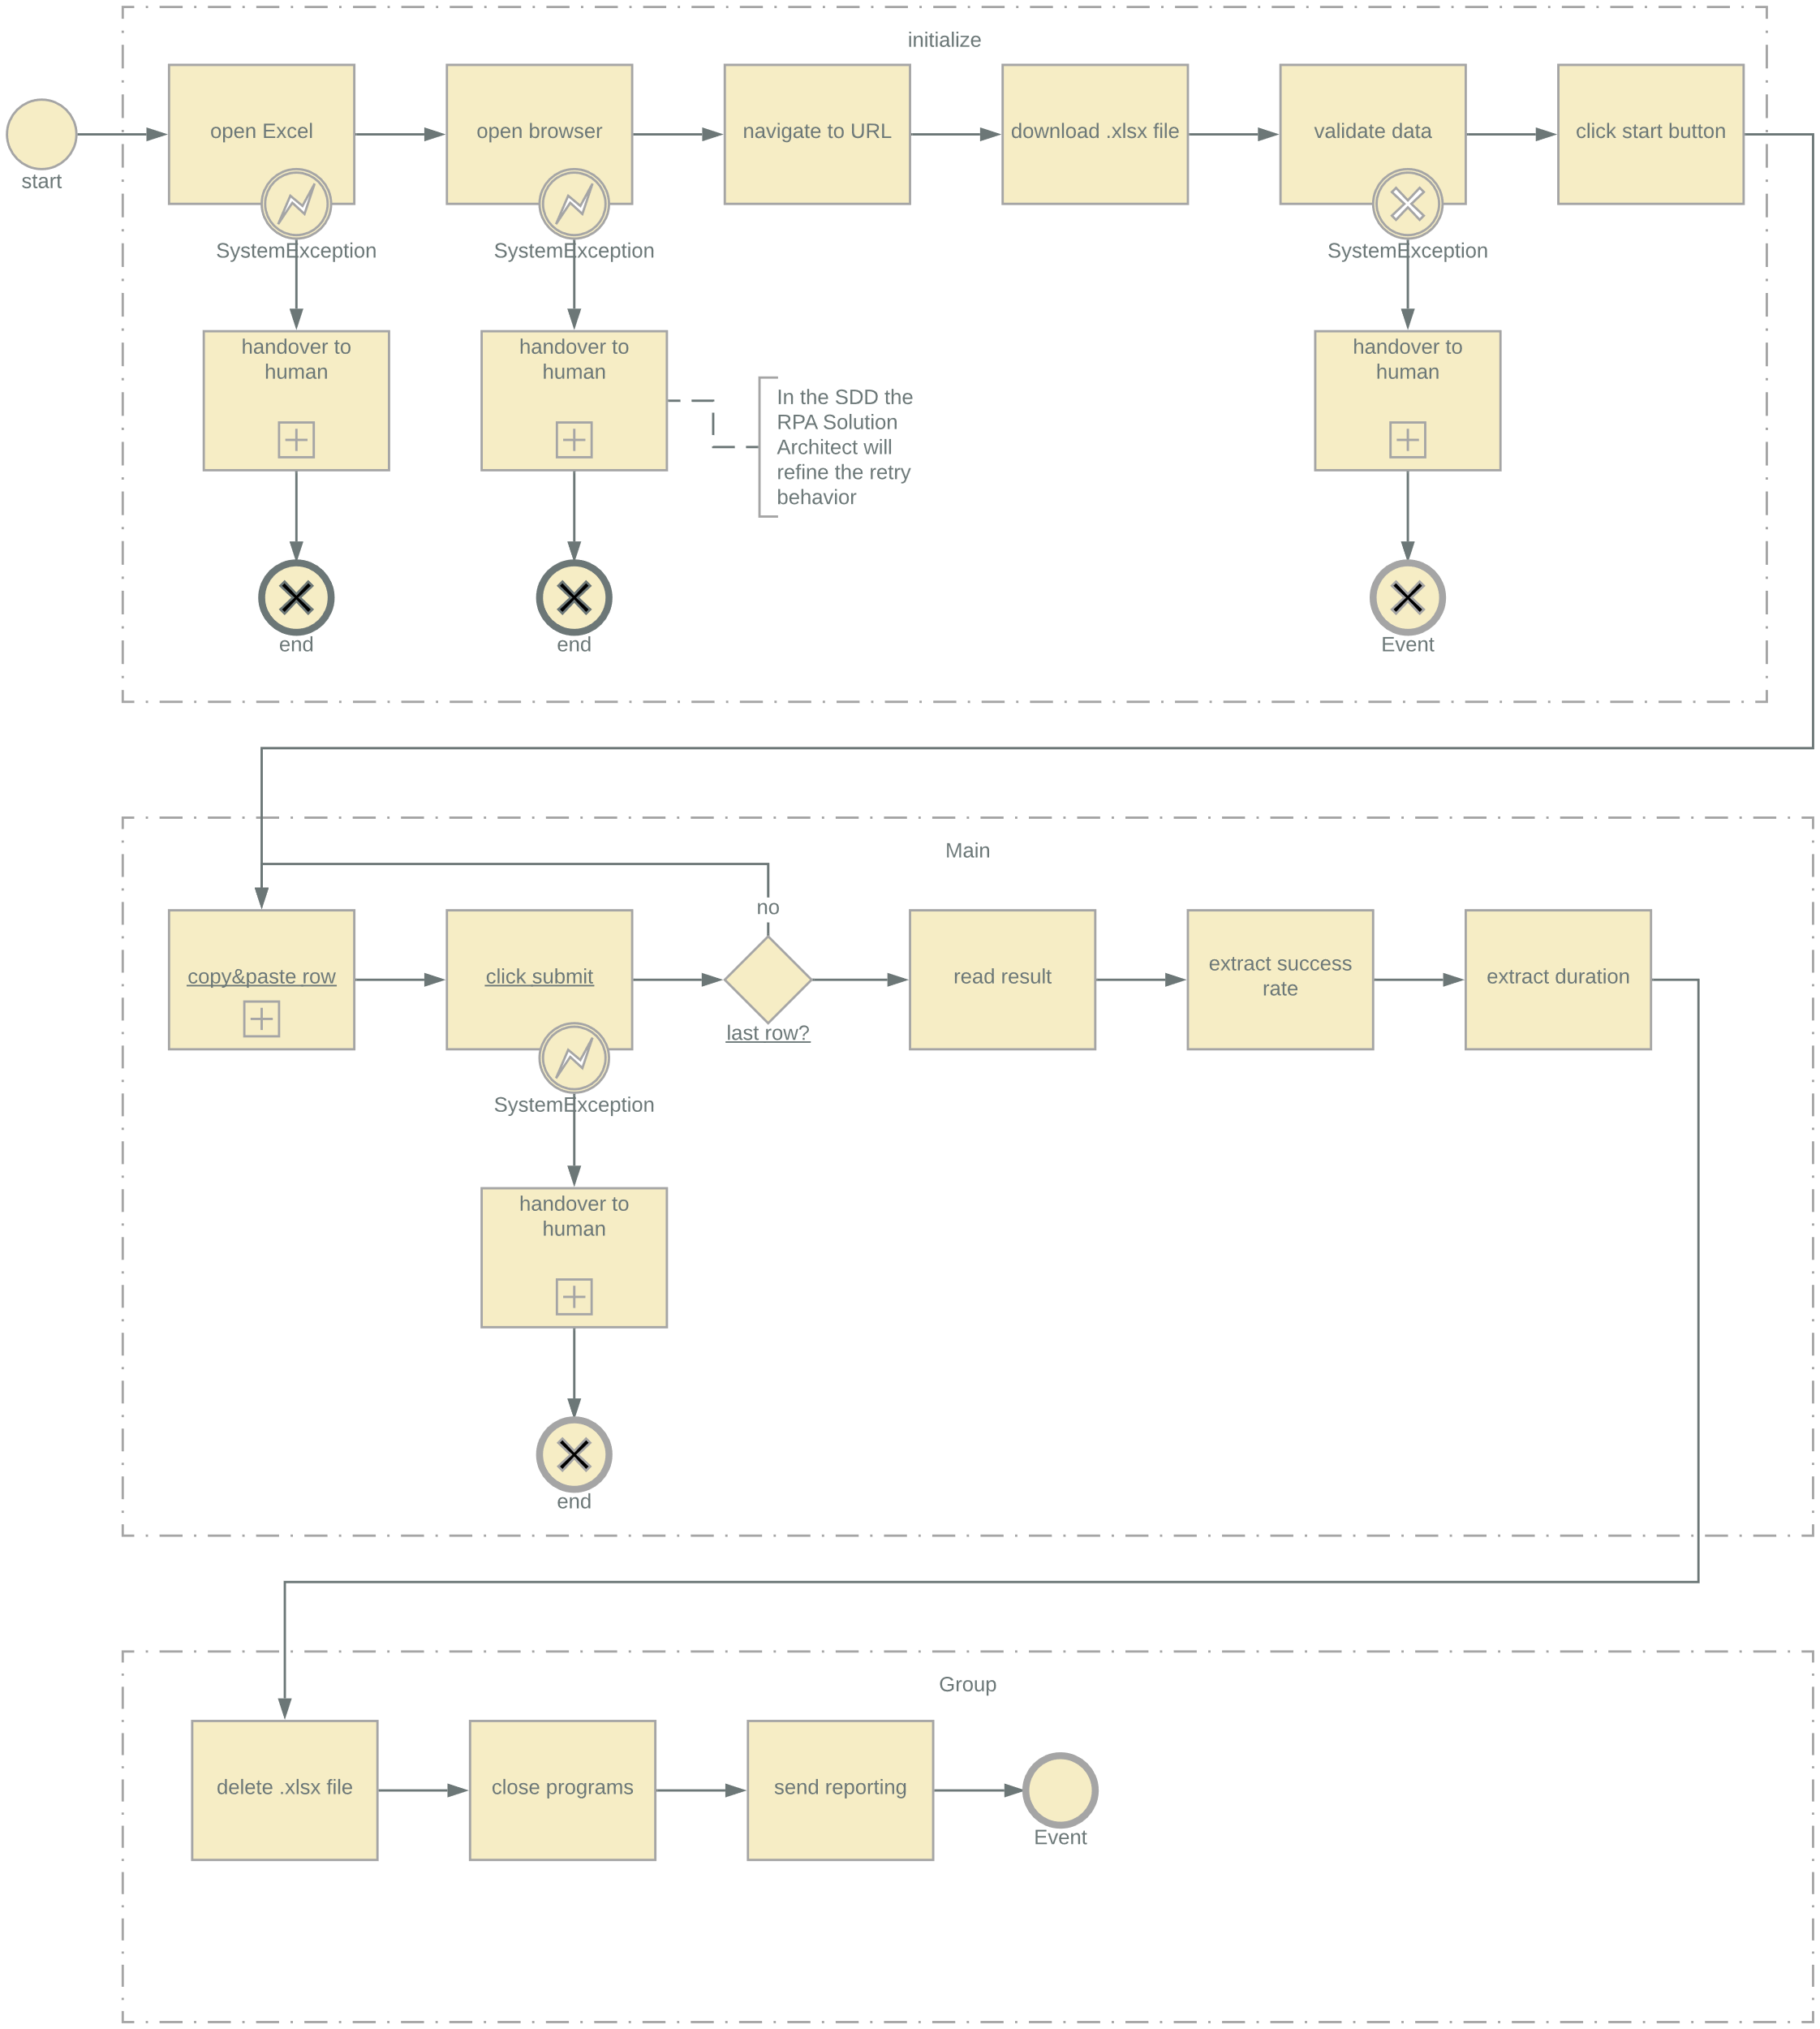 initialize
start
open Excel
open browser
navigate to URL
download .xlsx file
validate data
click start button
SystemException
SystemException
SystemException
handover to
human
handover to
human
In the SDD the
RPA Solution
Architect will
refine the retry
behavior
handover to
human
end
end
Event
Main
no
copy&paste row
click submit
last row?
read result
extract success
rate
extract duration
SystemException
handover to
human
end
Group
delete .xlsx file
close programs
send reporting
Event